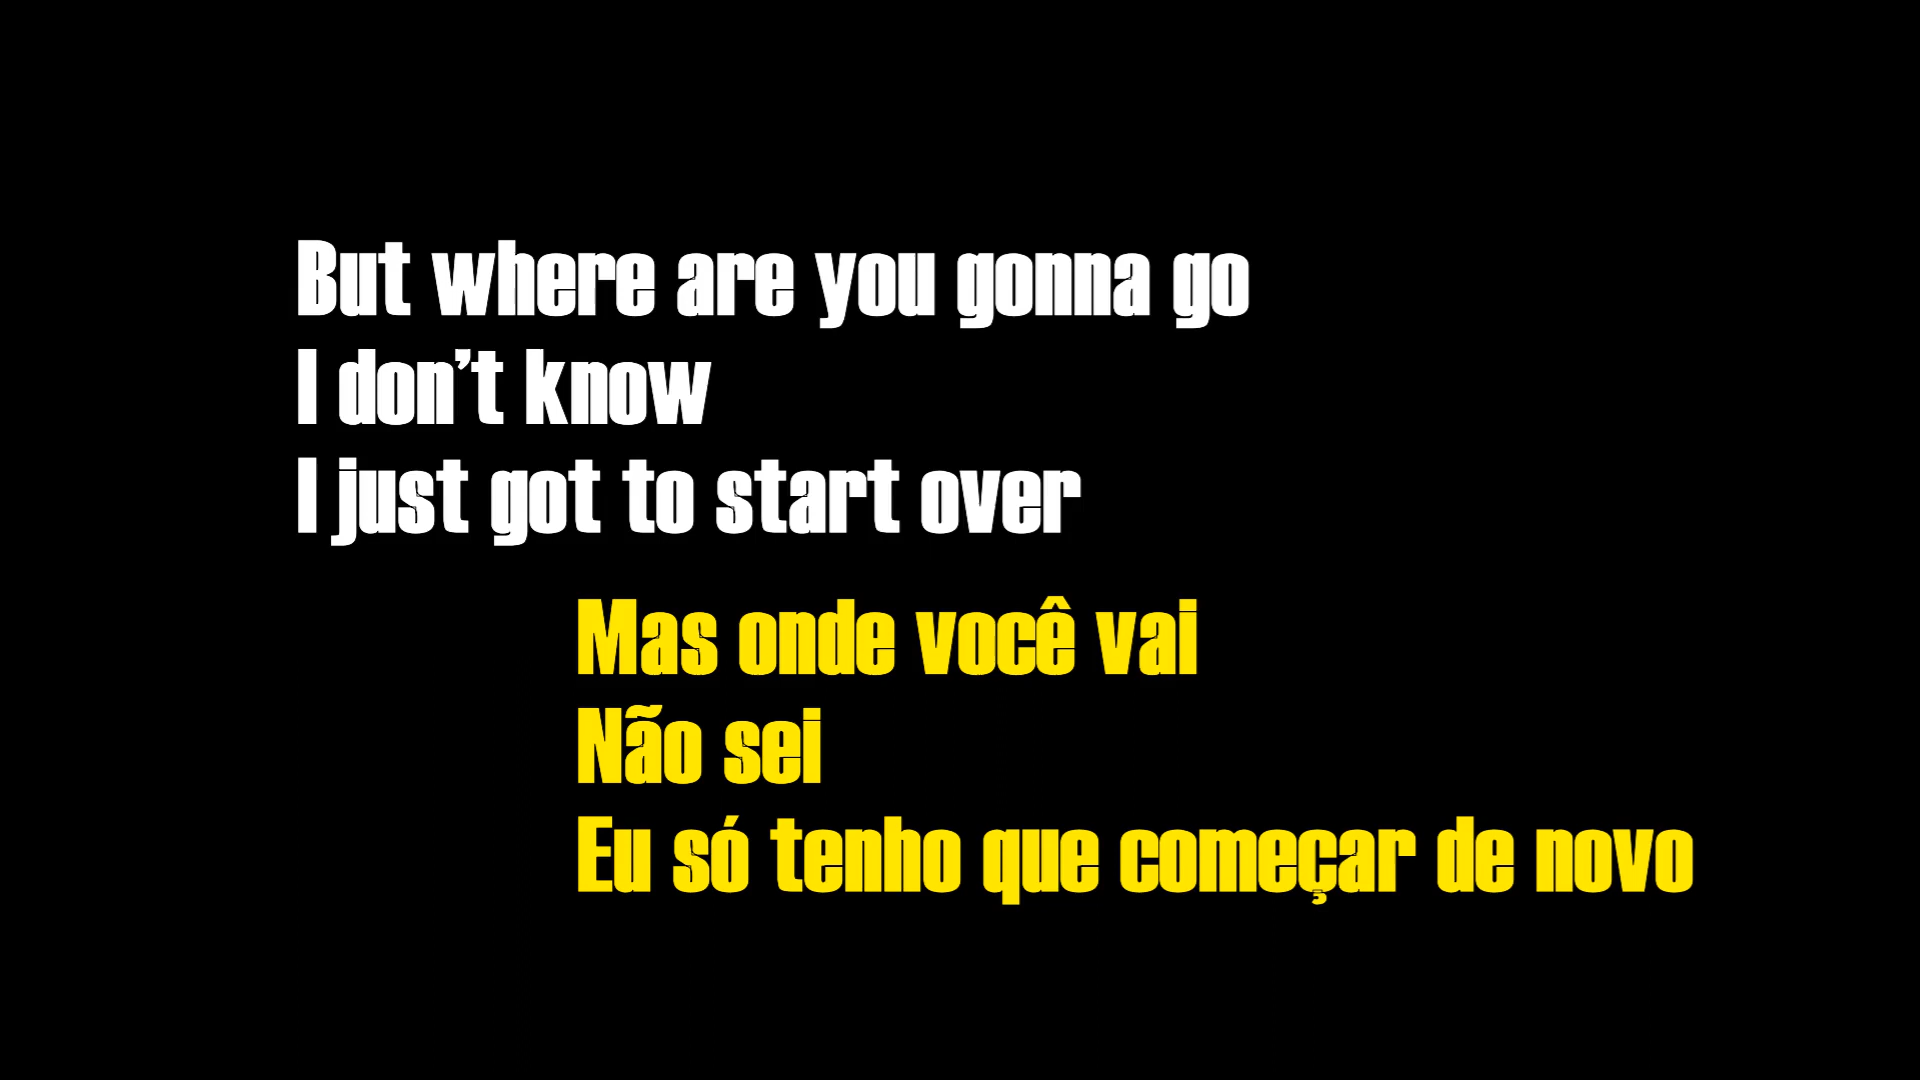 But where are you gonna go
I don't know
I just got to start over
Mas onde você vai
Não sei
Eu só tenho que começar de novo